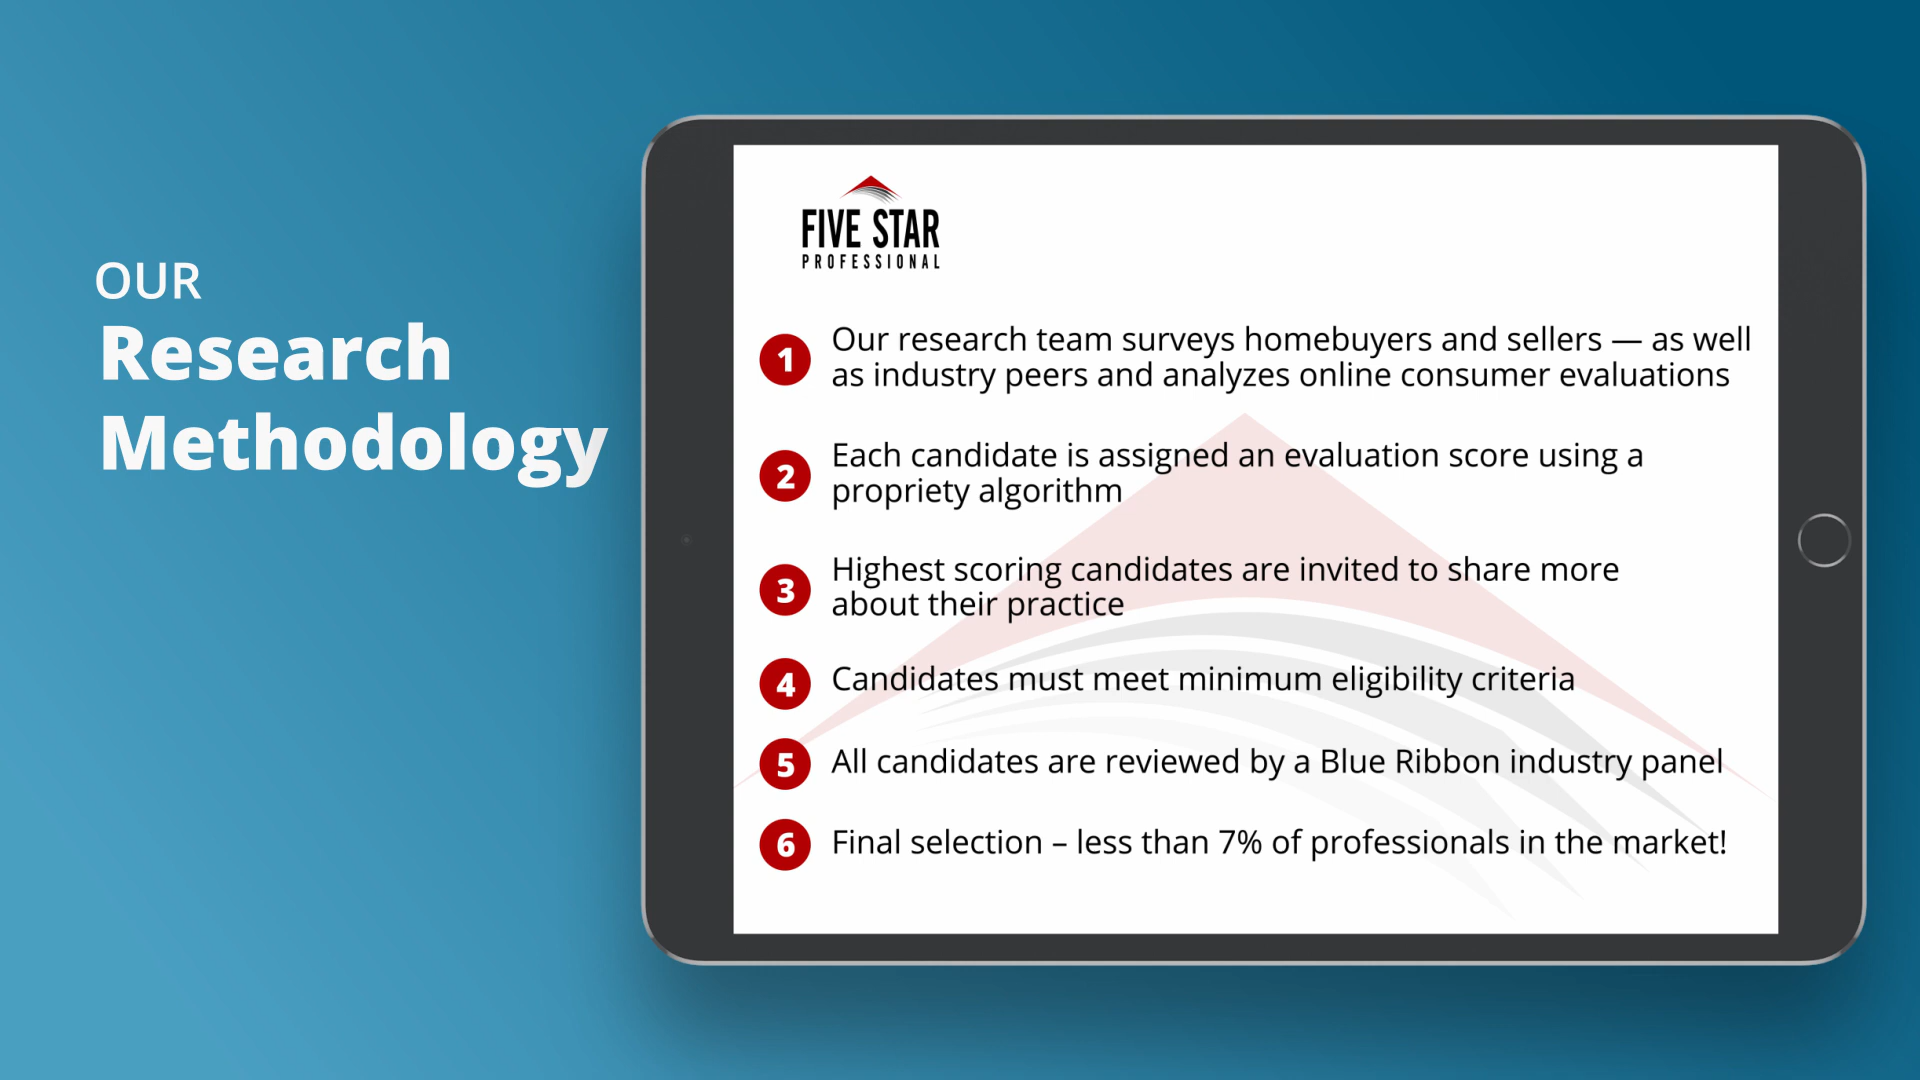 OUR
Research
Methodology
FIVE STAR
PROFESSIONAL
1 Our research team surveys homebuyers and sellers — as well
as industry peers and analyzes online consumer evaluations
2 Each candidate is assigned an evaluation score using a
propriety algorithm
3 Highest scoring candidates are invited to share more
about their practice
4 Candidates must meet minimum eligibility criteria
5 All candidates are reviewed by a Blue Ribbon industry panel
6 Final selection – less than 7% of professionals in the market!